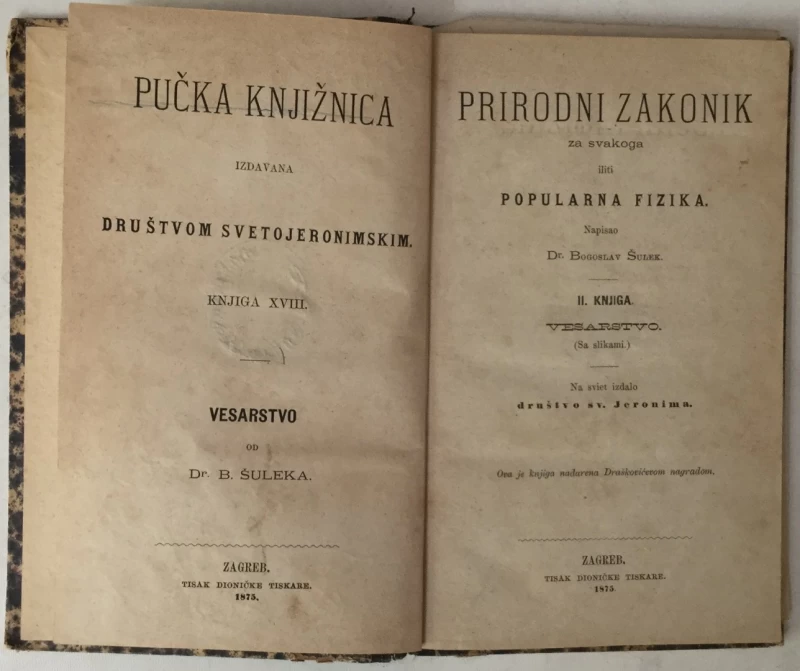 PUČKA KNJIŽNICA
IZDAVANA
DRUŠTVOM SVETOJERONIMSKIM.
KNJIGA XVIII.
VESARSTVO
OD
Dr. B. ŠULEKA.
ZAGREB.
TISAK DIONIČKE TISKARE.
1875.
PRIRODNI ZAKONIK
za svakoga
iliti
POPULARNA FIZIKA.
Napisao
Dr. Bogoslav Šulek.
II. KNJIGA.
VESARSTVO.
(Sa slikami.)
Na sviet izdalo
družtvo sv. Jeronima.
Ova je knjiga nadarena Draškovićevom nagradom.
ZAGREB.
TISAK DIONIČKE TISKARE.
1875